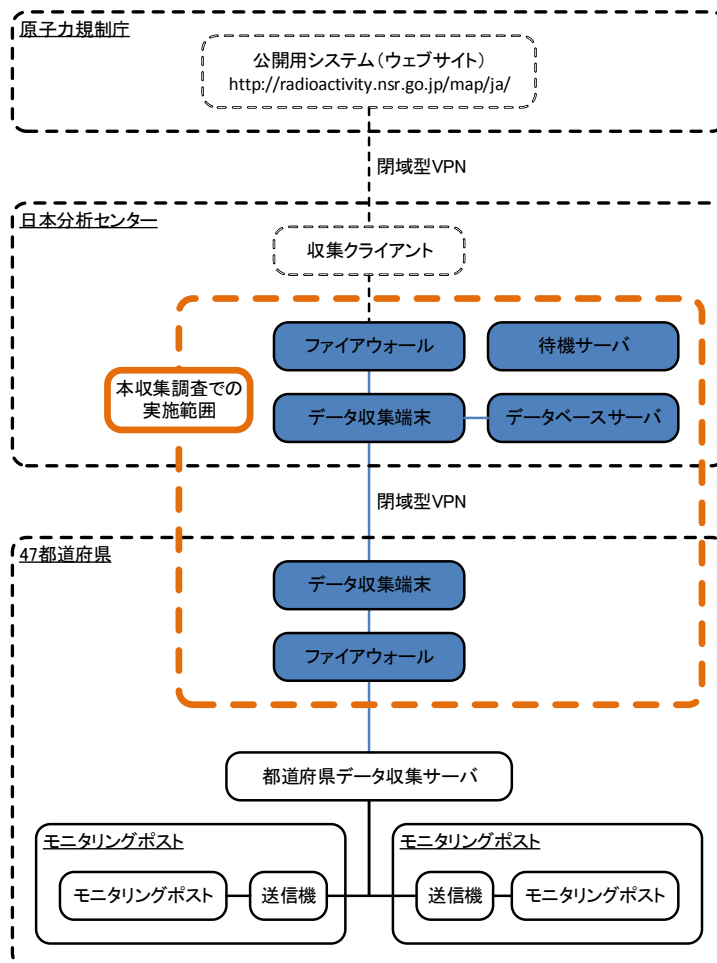 原子力規制庁
公開用システム(ウェブサイト)
http://radioactivity.nsr.go.jp/map/ja/
閉域型VPN
日本分析センター
収集クライアント
ファイアウォール
待機サーバ
本収集調査での
実施範囲
データ収集端末
データベースサーバ
閉域型VPN
47都道府県
データ収集端末
ファイアウォール
都道府県データ収集サーバ
モニタリングポスト
モニタリングポスト
送信機
モニタリングポスト
送信機
モニタリングポスト